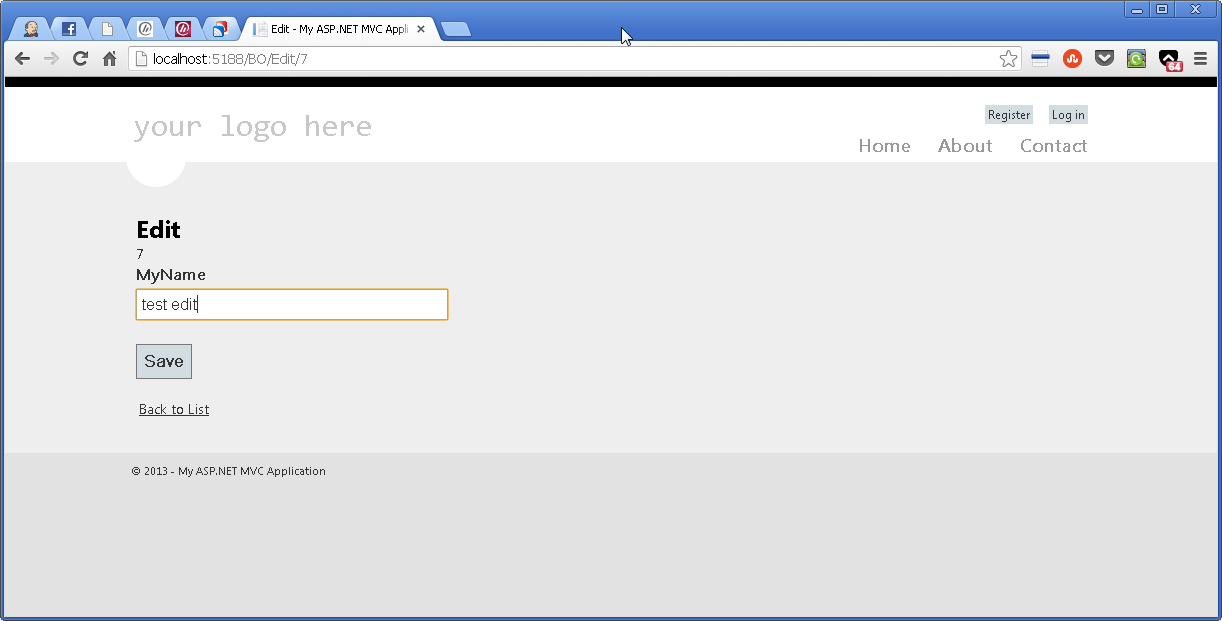 Edit - My ASP.NET MVC Appli
localhost:5188/BO/Edit/7
64
your logo here
Register Log in
Home About Contact
Edit
7
MyName
test edit
Save
Back to List
© 2013 - My ASP.NET MVC Application